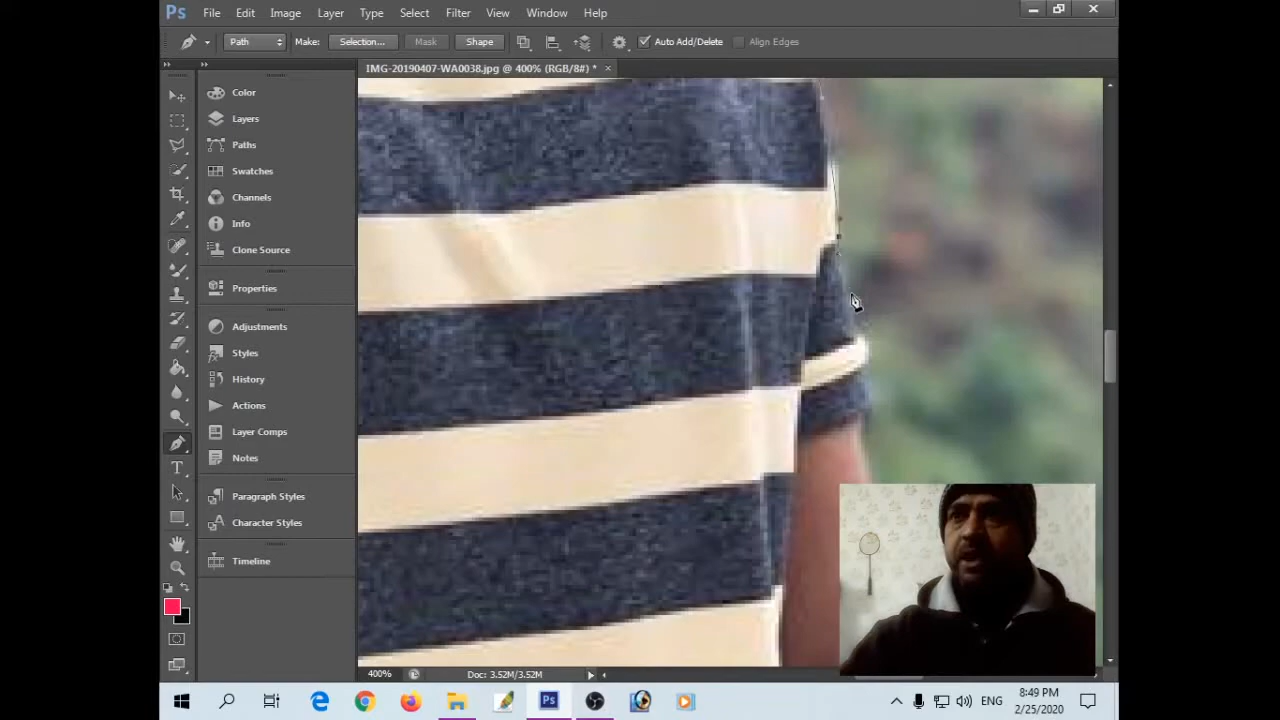 Ps File Edit Image Layer Type Select Filter View Window Help
Path Make: Selection... Mask Shape Auto Add/Delete Align Edges
IMG-20190407-WA0038.jpg @ 400% (RGB/8#) * ×
Color
Layers
Paths
Swatches
Channels
Info
Clone Source
Properties
Adjustments
Styles
History
Actions
Layer Comps
Notes
Paragraph Styles
Character Styles
Timeline
400% Doc: 3.52M/3.52M
Ps ENG 8:49 PM
2/25/2020